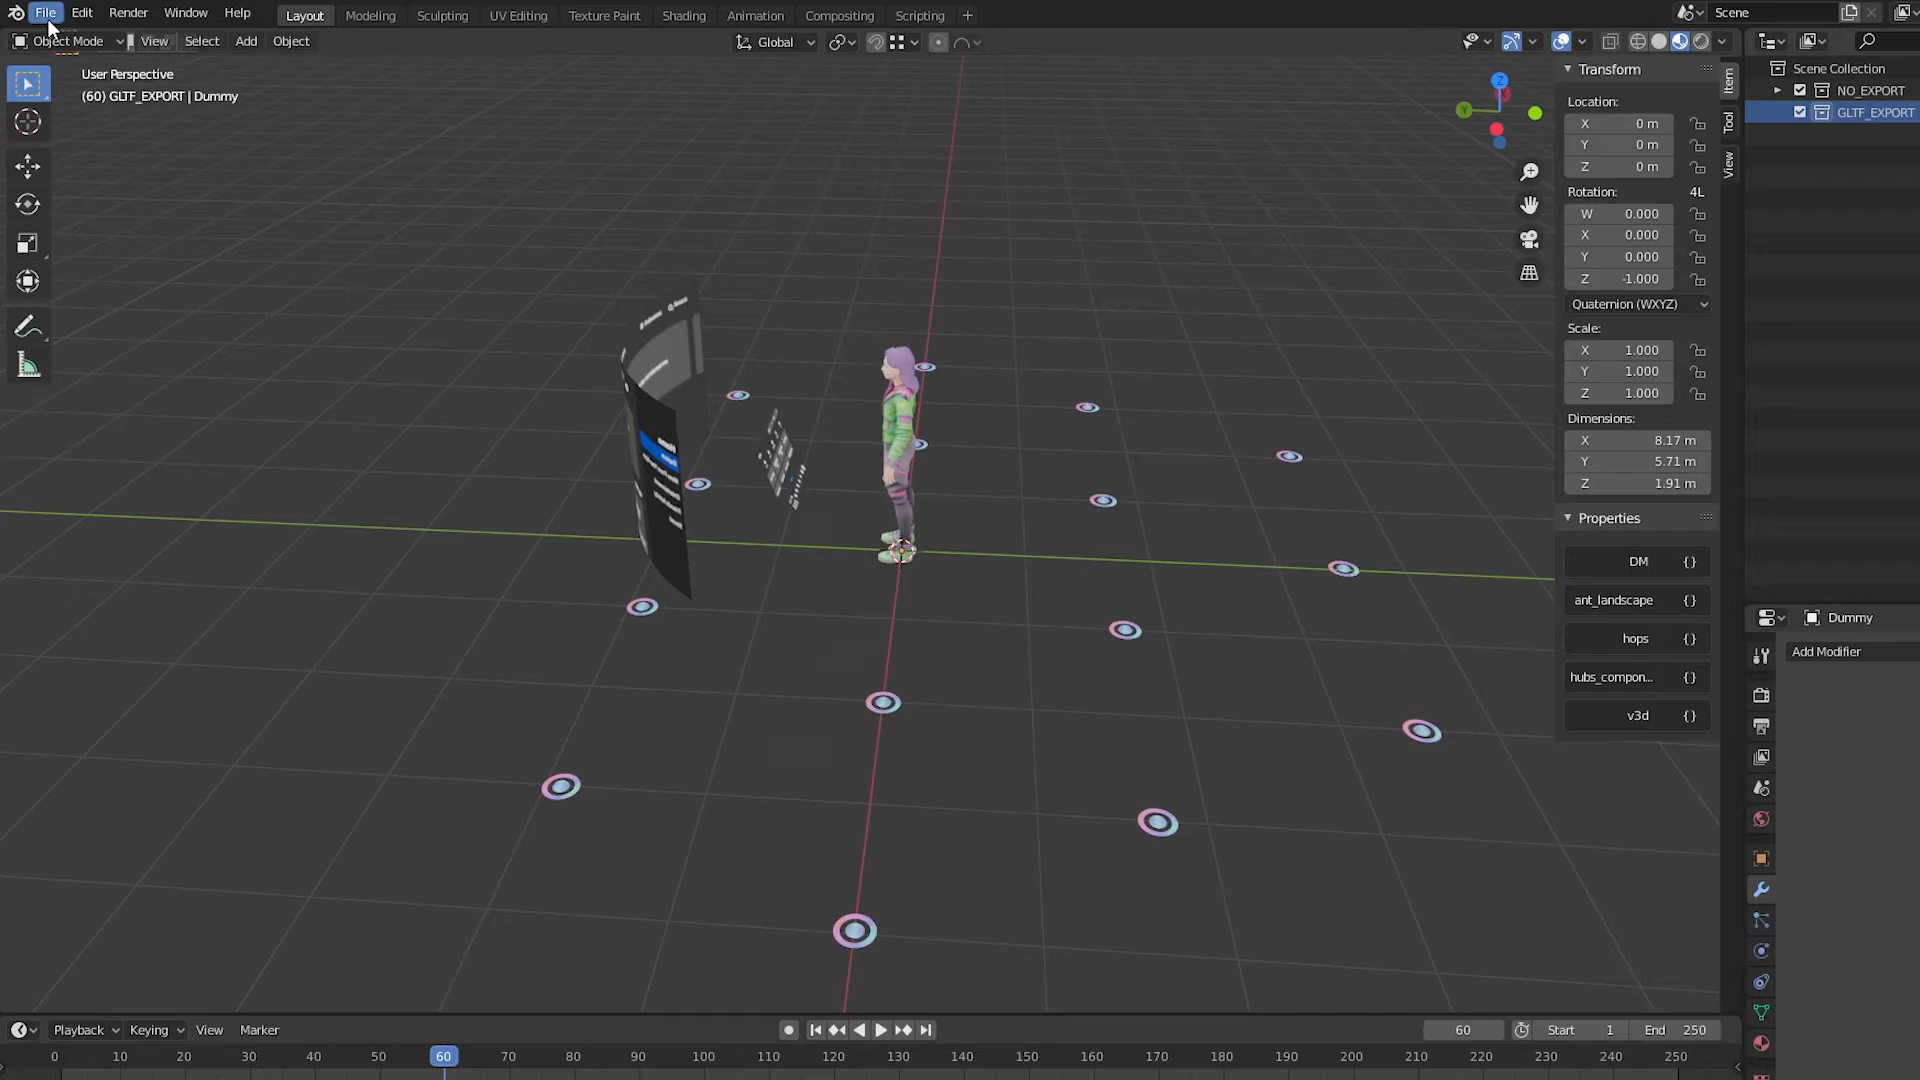 File Edit Render Window Help Layout Modeling Sculpting UV Editing Texture Paint Shading Animation Compositing Scripting + Scene
Object Mode View Select Add Object Global
User Perspective
(60) GLTF_EXPORT | Dummy
Transform
Location:
X 0 m
Y 0 m
Z 0 m
Rotation: 4L
W 0.000
X 0.000
Y 0.000
Z -1.000
Quaternion (WXYZ)
Scale:
X 1.000
Y 1.000
Z 1.000
Dimensions:
X 8.17 m
Y 5.71 m
Z 1.91 m
Properties
DM {}
ant_landscape {}
hops {}
hubs_compon... {}
v3d {}
Item
Tool
View
Scene Collection
NO_EXPORT
GLTF_EXPORT
Dummy
Add Modifier
Z
Y
Playback Keying View Marker 60 Start 1 End 250
0 10 20 30 40 50 60 70 80 90 100 110 120 130 140 150 160 170 180 190 200 210 220 230 240 250